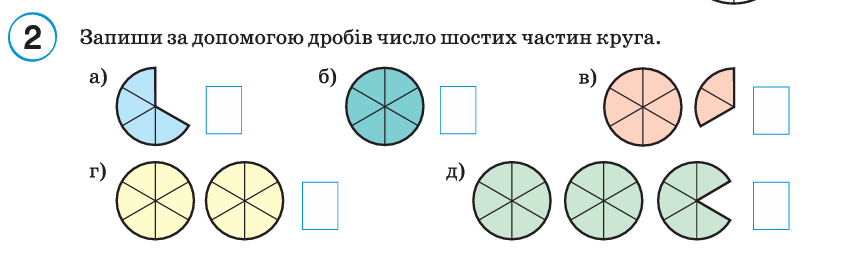 2 Запиши за допомогою дробів число шостих частин круга.
а) б) в)
г) д)